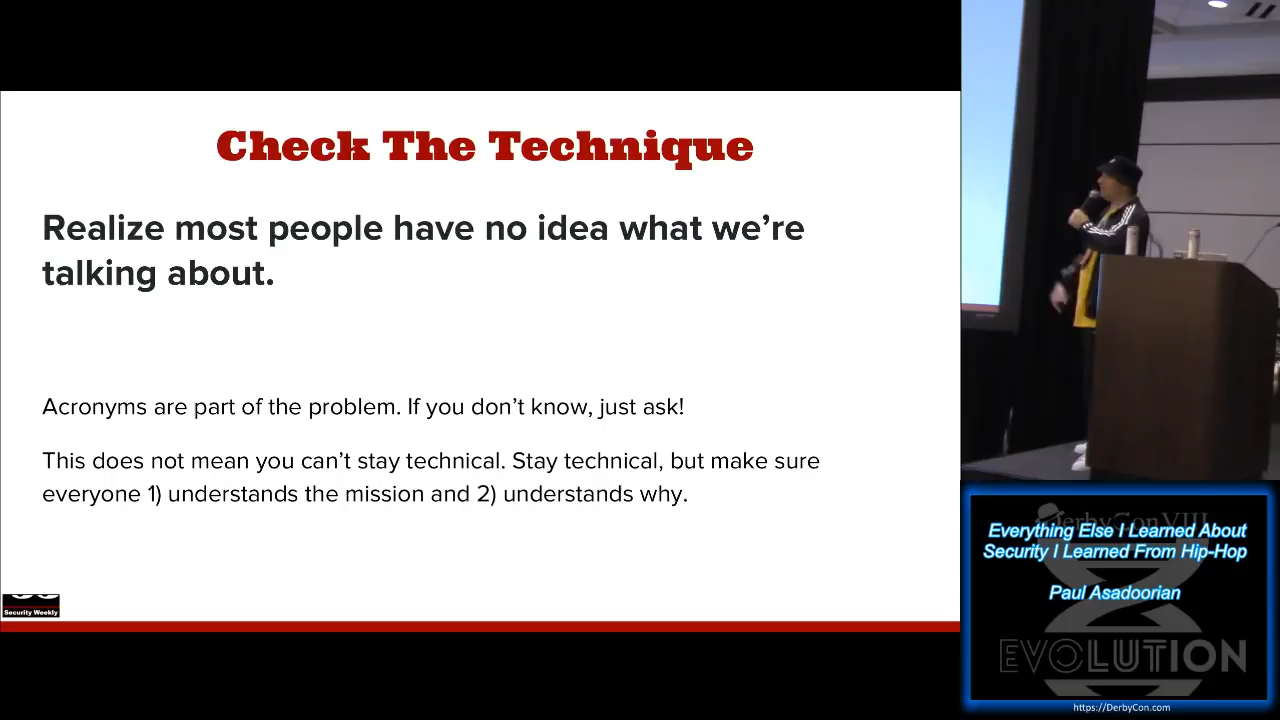 Check The Technique
Realize most people have no idea what we're
talking about.
Acronyms are part of the problem. If you don't know, just ask!
This does not mean you can't stay technical. Stay technical, but make sure
everyone 1) understands the mission and 2) understands why.
Security Weekly
DerbyCon VIII
Everything Else I Learned About
Security I Learned From Hip-Hop
Paul Asadoorian
EVOLUTION
https://DerbyCon.com